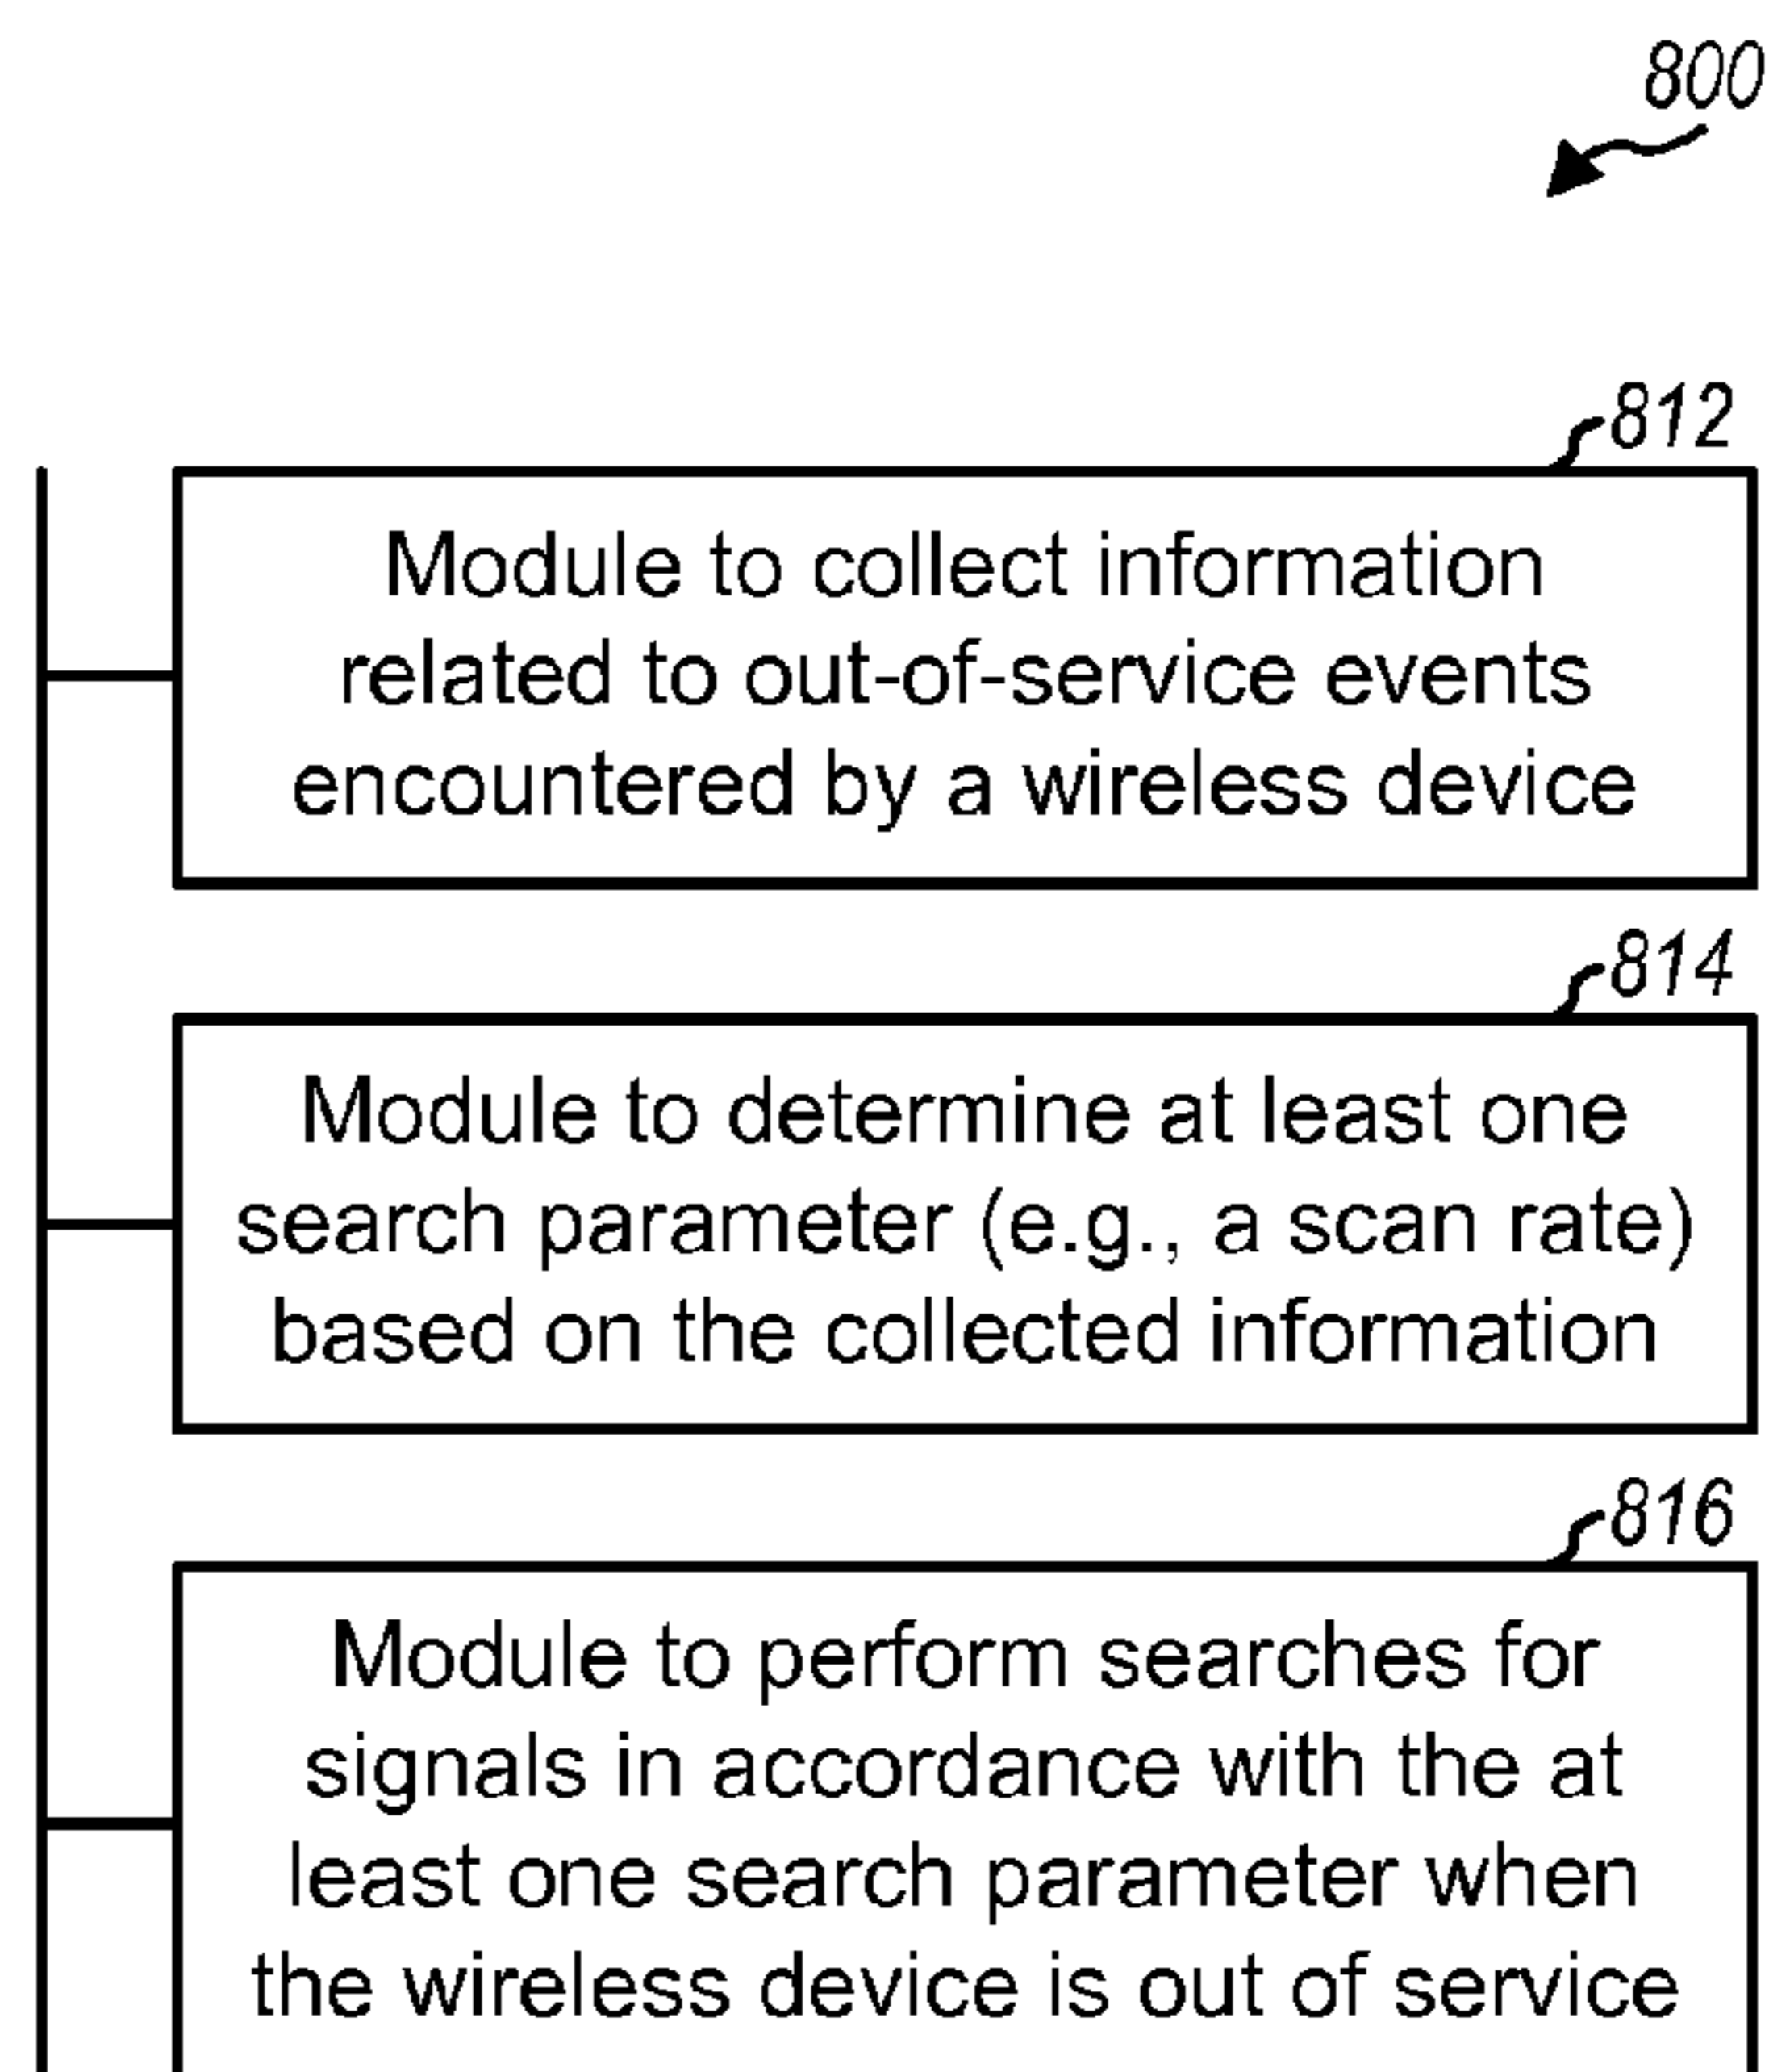 800
812
Module to collect information
related to out-of-service events
encountered by a wireless device
814
Module to determine at least one
search parameter (e.g., a scan rate)
based on the collected information
816
Module to perform searches for
signals in accordance with the at
least one search parameter when
the wireless device is out of service